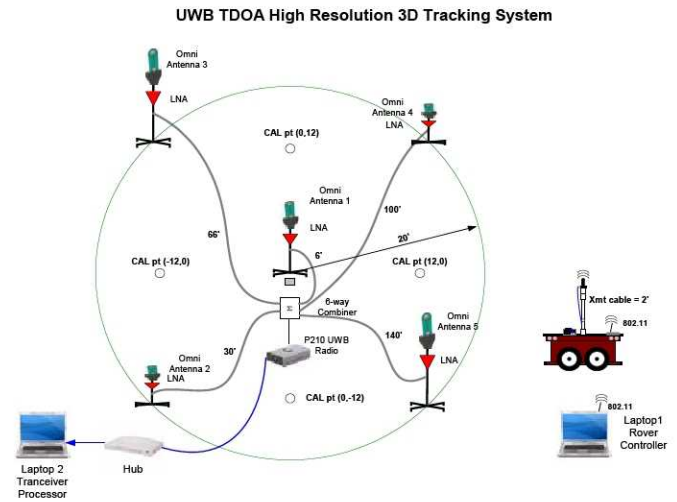 UWB TDOA High Resolution 3D Tracking System
Omni
Antenna 3
LNA
Omni
Antenna 4
LNA
CAL pt (0,12)
Omni
Antenna 1
LNA
100'
66'
6'
20'
CAL pt (-12,0)
CAL pt (12,0)
6-way
Combiner
Xmt cable = 2'
802.11
Omni
Antenna 5
LNA
140'
30'
P210 UWB
Radio
Omni
Antenna 2
LNA
CAL pt (0,-12)
802.11
Laptop1
Rover
Controller
Laptop 2
Tranceiver
Processor
Hub